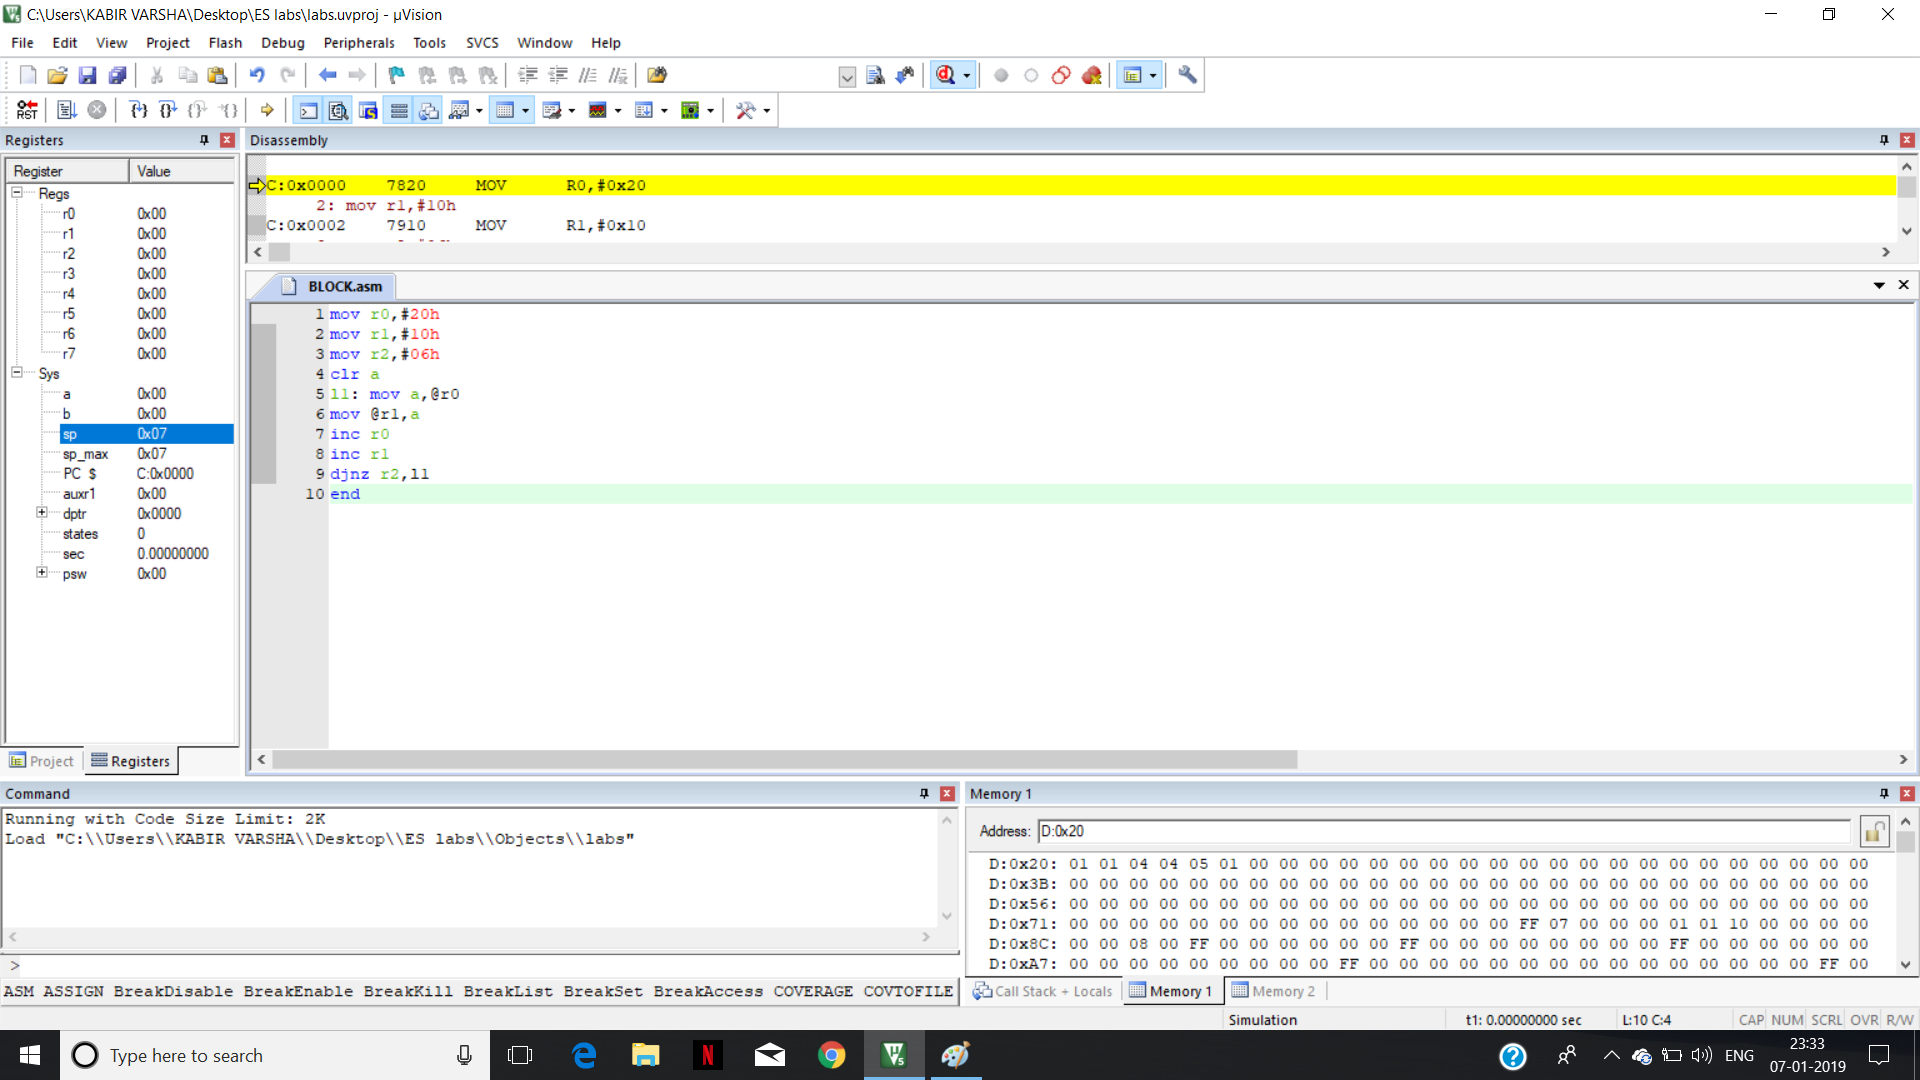 C:\Users\KABIR VARSHA\Desktop\ES labs\labs.uvproj - µVision
File Edit View Project Flash Debug Peripherals Tools SVCS Window Help
Registers
Register Value
Regs
r0 0x00
r1 0x00
r2 0x00
r3 0x00
r4 0x00
r5 0x00
r6 0x00
r7 0x00
Sys
a 0x00
b 0x00
sp 0x07
sp_max 0x07
PC $ C:0x0000
auxr1 0x00
dptr 0x0000
states 0
sec 0.00000000
psw 0x00
Project Registers
Disassembly
C:0x0000 7820 MOV R0,#0x20
2: mov r1,#10h
C:0x0002 7910 MOV R1,#0x10
BLOCK.asm
1 mov r0,#20h
2 mov r1,#10h
3 mov r2,#06h
4 clr a
5 l1: mov a,@r0
6 mov @r1,a
7 inc r0
8 inc r1
9 djnz r2,l1
10 end
Command
Running with Code Size Limit: 2K
Load "C:\\Users\\KABIR VARSHA\\Desktop\\ES labs\\Objects\\labs"
>
ASM ASSIGN BreakDisable BreakEnable BreakKill BreakList BreakSet BreakAccess COVERAGE COVTOFILE
Memory 1
Address: D:0x20
D:0x20: 01 01 04 04 05 01 00 00 00 00 00 00 00 00 00 00 00 00 00 00 00 00 00 00 00 00 00
D:0x3B: 00 00 00 00 00 00 00 00 00 00 00 00 00 00 00 00 00 00 00 00 00 00 00 00 00 00 00
D:0x56: 00 00 00 00 00 00 00 00 00 00 00 00 00 00 00 00 00 00 00 00 00 00 00 00 00 00 00
D:0x71: 00 00 00 00 00 00 00 00 00 00 00 00 00 00 00 FF 07 00 00 00 01 01 10 00 00 00 00
D:0x8C: 00 00 08 00 FF 00 00 00 00 00 00 FF 00 00 00 00 00 00 00 00 FF 00 00 00 00 00 00
D:0xA7: 00 00 00 00 00 00 00 00 00 FF 00 00 00 00 00 00 00 00 00 00 00 00 00 00 00 FF 00
Call Stack + Locals Memory 1 Memory 2
Simulation t1: 0.00000000 sec L:10 C:4 CAP NUM SCRL OVR R/W
Type here to search
ENG
23:33
07-01-2019